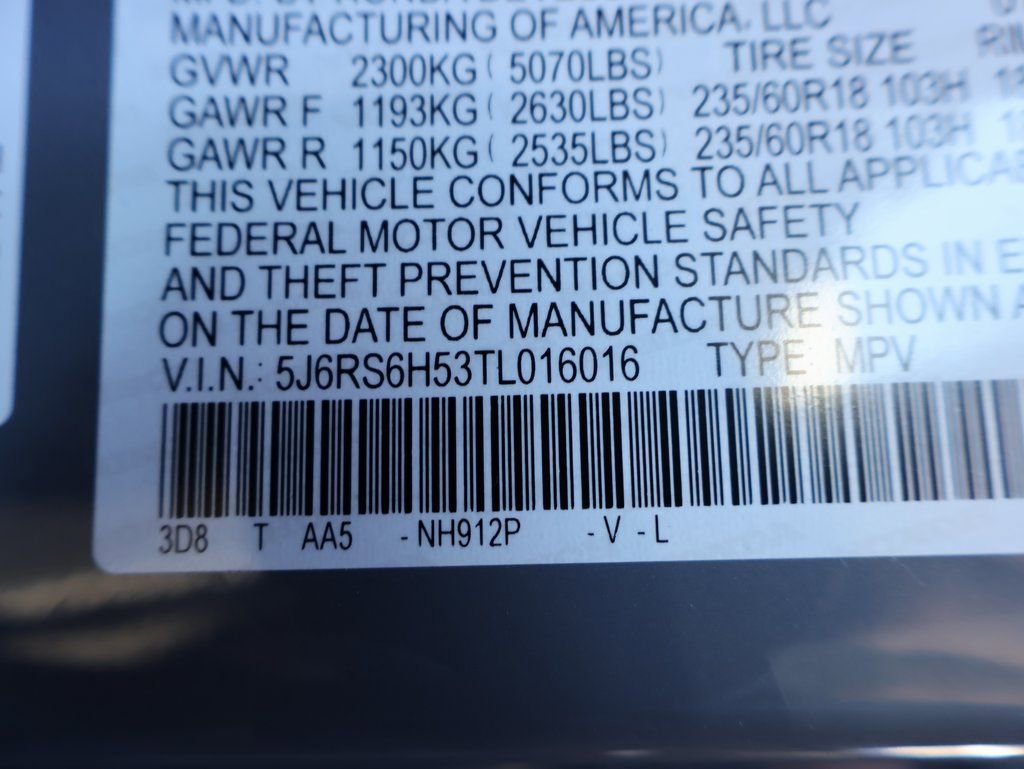 MANUFACTURING OF AMERICA, LLC
GVWR 2300KG ( 5070LBS) TIRE SIZE
GAWR F 1193KG ( 2630LBS) 235/60R18 103H
GAWR R 1150KG ( 2535LBS) 235/60R18 103H
THIS VEHICLE CONFORMS TO ALL
FEDERAL MOTOR VEHICLE SAFETY
AND THEFT PREVENTION STANDARDS IN
ON THE DATE OF MANUFACTURE SHOWN
V.I.N.: 5J6RS6H53TL016016 TYPE: MPV
3D8 T AA5 - NH912P - V - L